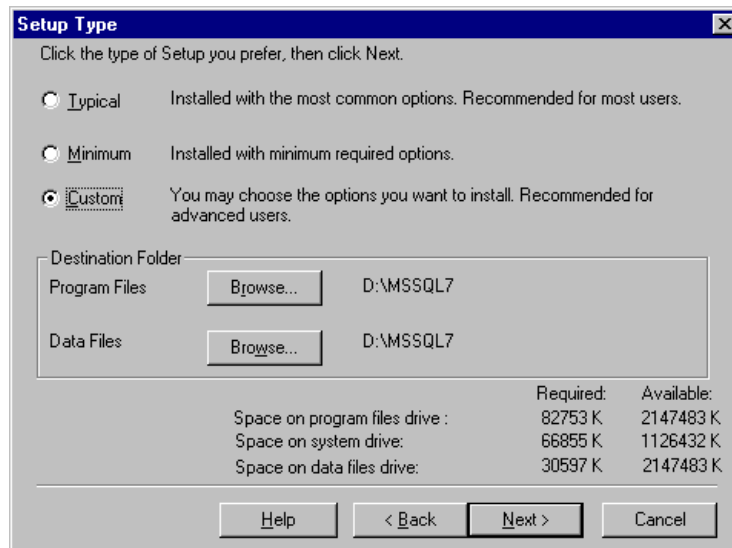 Setup Type
Click the type of Setup you prefer, then click Next.
Typical Installed with the most common options. Recommended for most users.
Minimum Installed with minimum required options.
Custom You may choose the options you want to install. Recommended for
advanced users.
Destination Folder
Program Files Browse... D:\MSSQL7
Data Files Browse... D:\MSSQL7
Required: Available:
Space on program files drive : 82753 K 2147483 K
Space on system drive: 66855 K 1126432 K
Space on data files drive: 30597 K 2147483 K
Help < Back Next > Cancel